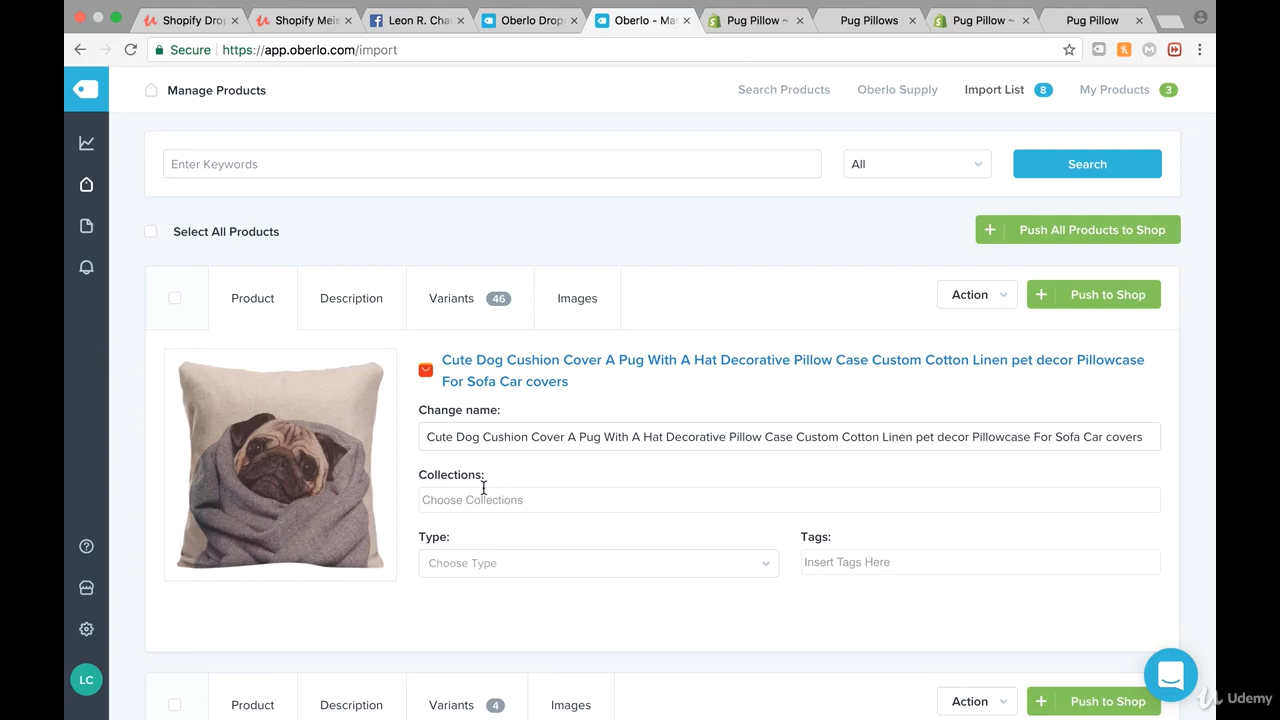 Shopify Drop
Shopify Meis
Leon R. Cha
Oberlo Drop
Oberlo - Mar
Pug Pillow ~
Pug Pillows
Pug Pillow ~
Pug Pillow
Secure
https://app.oberlo.com/import
Manage Products
Search Products
Oberlo Supply
Import List 8
My Products 3
Enter Keywords
All
Search
Select All Products
+ Push All Products to Shop
Product
Description
Variants 46
Images
Action
+ Push to Shop
Cute Dog Cushion Cover A Pug With A Hat Decorative Pillow Case Custom Cotton Linen pet decor Pillowcase
For Sofa Car covers
Change name:
Cute Dog Cushion Cover A Pug With A Hat Decorative Pillow Case Custom Cotton Linen pet decor Pillowcase For Sofa Car covers
Collections:
Choose Collections
Type:
Tags:
Choose Type
Insert Tags Here
LC
Product
Description
Variants 4
Images
Action
+ Push to Shop
Udemy